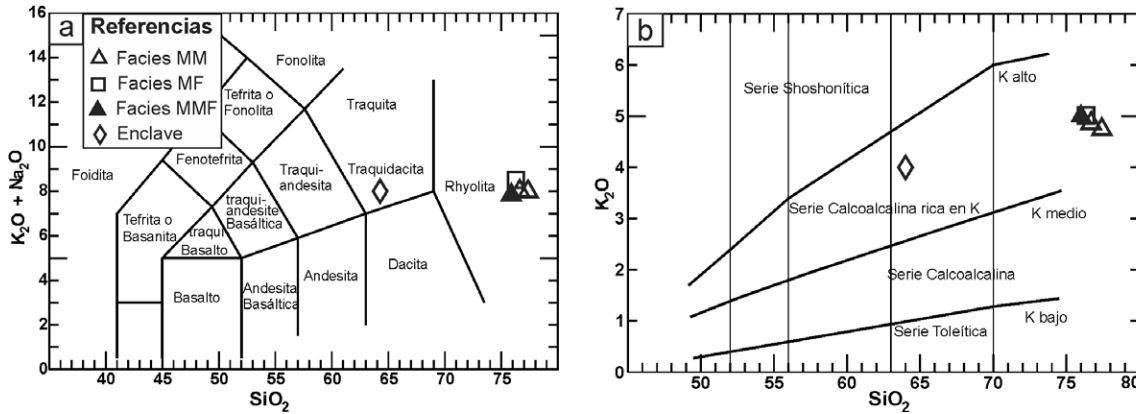 a
Referencias
Facies MM
Facies MF
Facies MMF
Enclave
16
14
12
10
8
6
4
2
0
K₂O + Na₂O
40
45
50
55
60
65
70
75
SiO₂
Fonolita
Tefrita o
Fonolita
Traquita
Foidita
Fenotefrita
Traqui-
andesita
Traquidacita
Rhyolita
Tefrita o
Basanita
traqui
Basalto
traqui-
andesite
Basáltica
Basalto
Andesita
Basáltica
Andesita
Dacita
b
7
6
5
4
3
2
1
0
K₂O
50
55
60
65
70
75
80
SiO₂
Serie Shoshonítica
K alto
Serie Calcoalcalina rica en K
K medio
Serie Calcoalcalina
K bajo
Serie Toleítica